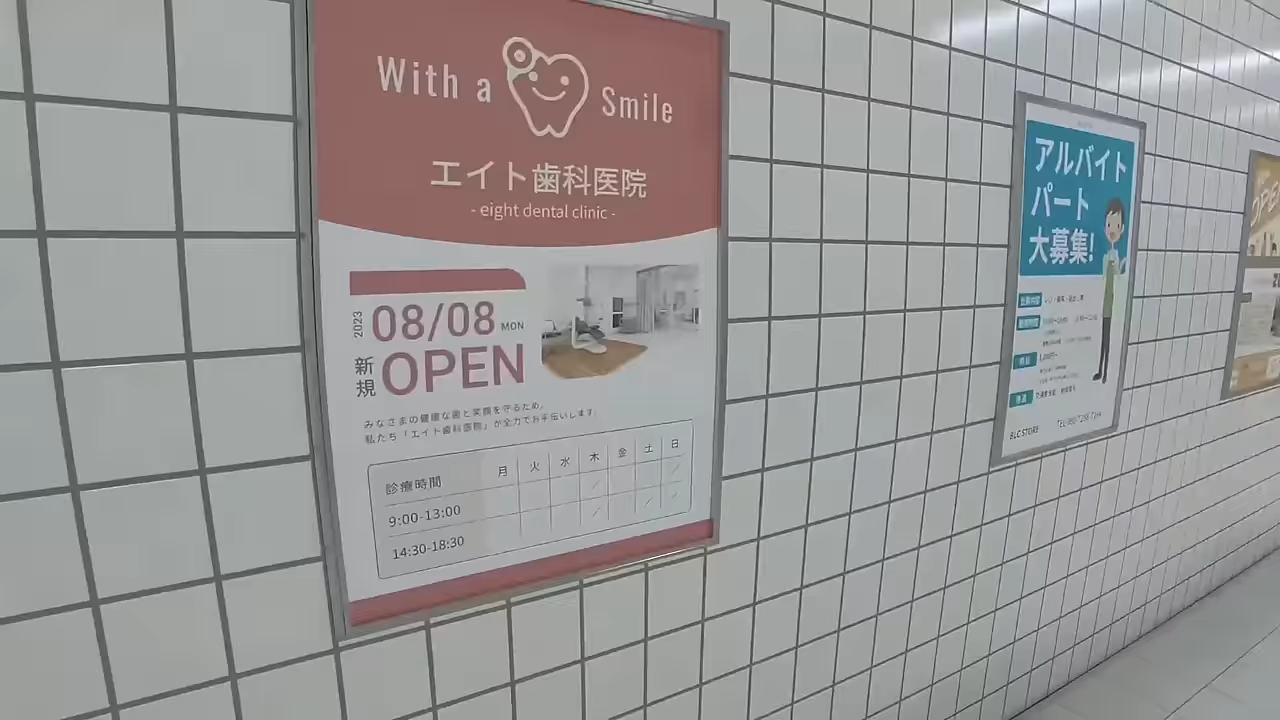 With a Smile
エイト歯科医院
- eight dental clinic -
2023
08/08 MON
新規
OPEN
みなさまの健康な歯と笑顔を守るため、
私たち「エイト歯科医院」が全力でお手伝いします。
診療時間 月 火 水 木 金 土 日
9:00-13:00 ／ ／
14:30-18:30 ／ ／ ／
アルバイト
パート
大募集!
BLC STORE